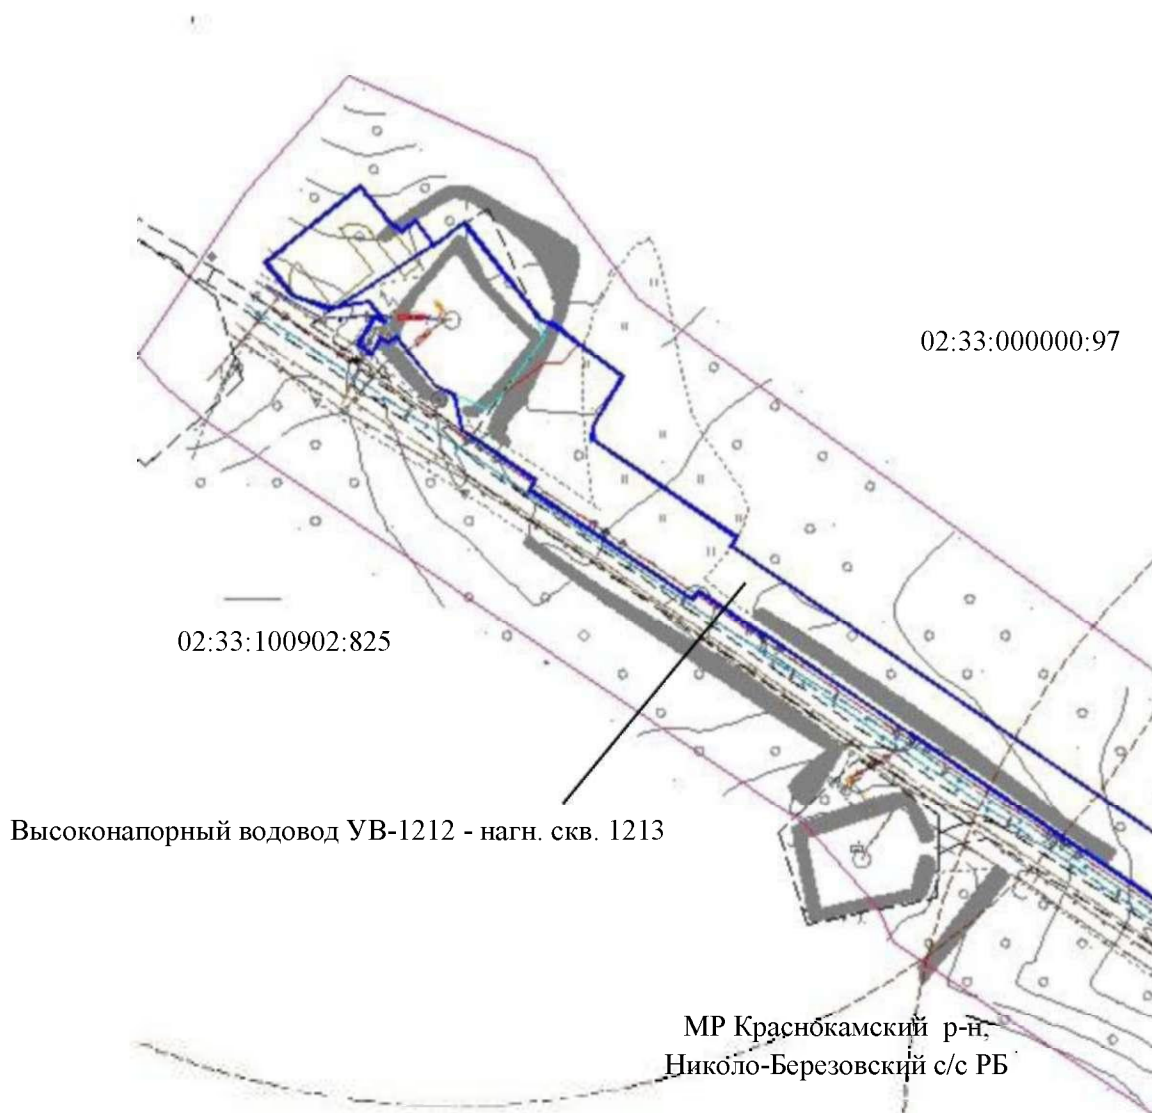 02:33:000000:97
02:33:100902:825
Высоконапорный водовод УВ-1212 - нагн. скв. 1213
МР Краснокамский р-н,
Николо-Березовский с/с РБ